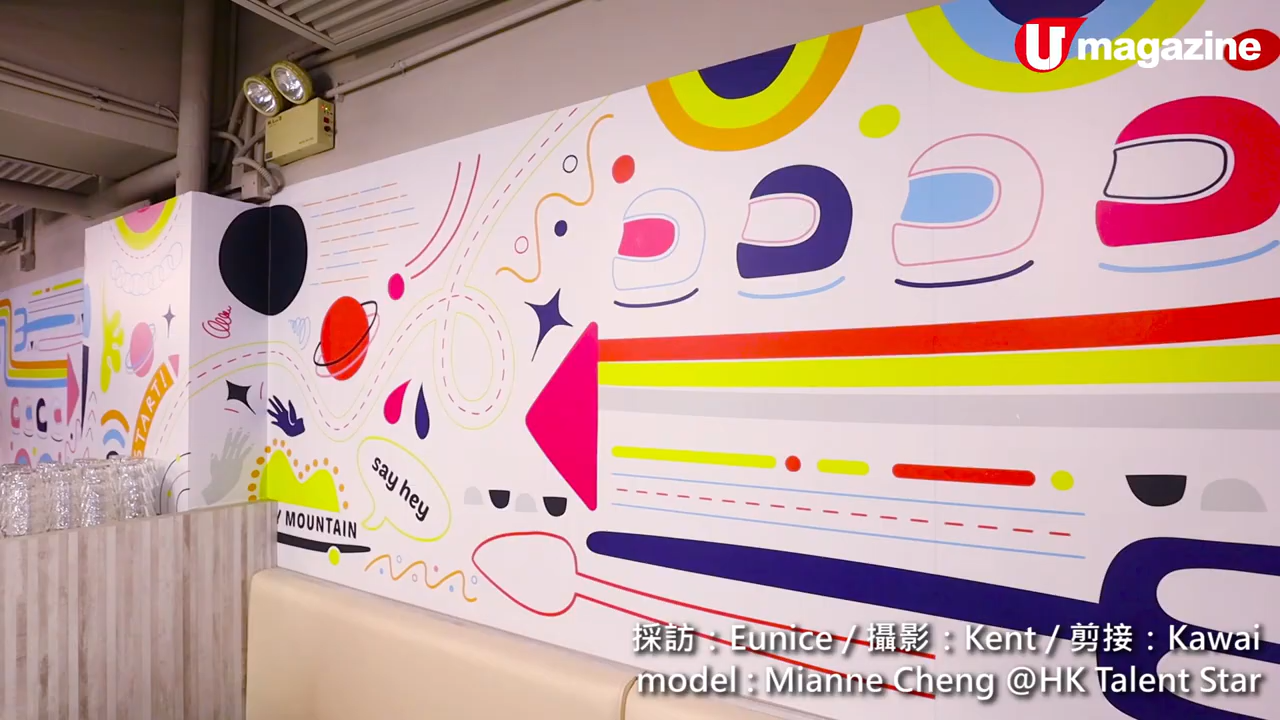 U magazine
START!
say hey
Y MOUNTAIN
採訪：Eunice / 攝影：Kent / 剪接：Kawai
model : Mianne Cheng @HK Talent Star